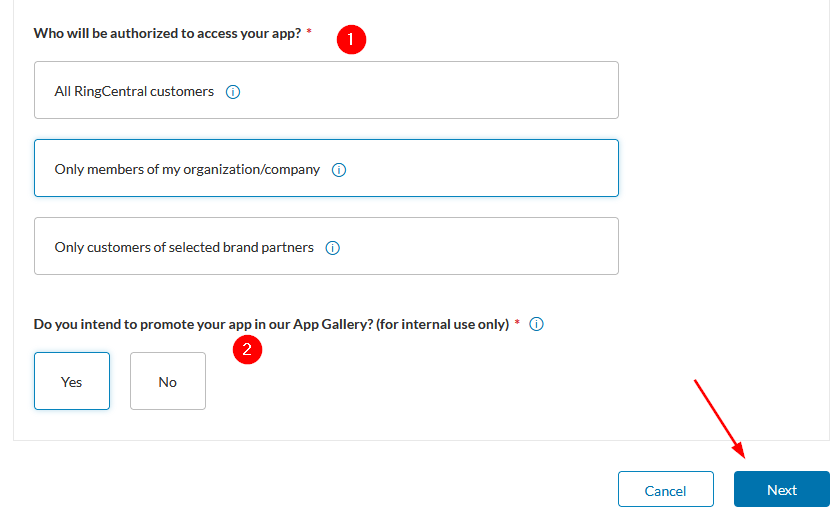 Who will be authorized to access your app? *
1
All RingCentral customers
Only members of my organization/company
Only customers of selected brand partners
Do you intend to promote your app in our App Gallery? (for internal use only) *
2
Yes
No
Cancel
Next